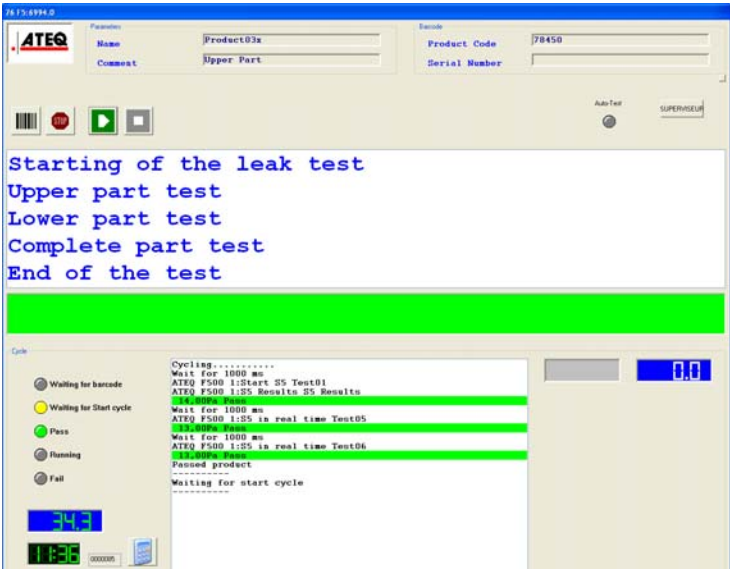 76 F5:6994.0
ATEQ
Parameters
Name Product03x
Comment Upper Part
Barcode
Product Code 78450
Serial Number
STOP
Auto-Test
SUPERVISEUR
Starting of the leak test
Upper part test
Lower part test
Complete part test
End of the test
Cycle
Waiting for barcode
Waiting for Start cycle
Pass
Running
Fail
34.3
11:36
0000085
Cycling...........
Wait for 1000 ms
ATEQ F500 1:Start S5 Test01
ATEQ F500 1:S5 Results S5 Results
14.00Pa Pass
Wait for 1000 ms
ATEQ F500 1:S5 in real time Test05
13.00Pa Pass
Wait for 1000 ms
ATEQ F500 1:S5 in real time Test06
13.00Pa Pass
Passed product
----------
Waiting for start cycle
----------
0.0